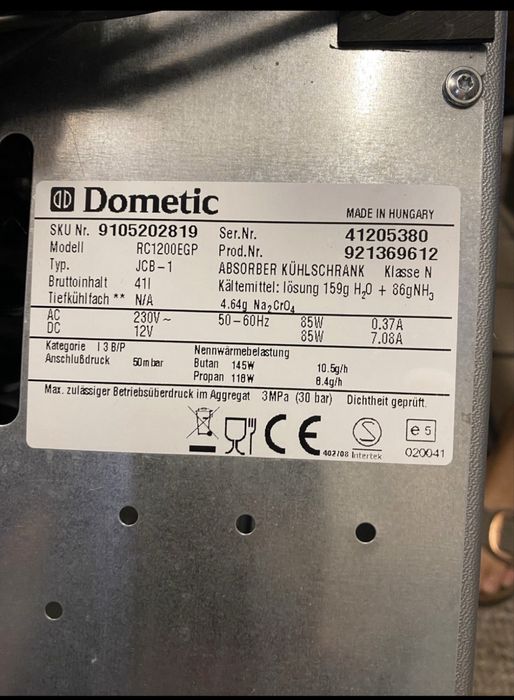 Dometic
MADE IN HUNGARY
SKU Nr. 9105202819 Ser.Nr. 41205380
Modell RC1200EGP Prod.Nr. 921369612
Typ. JCB-1 ABSORBER KÜHLSCHRANK Klasse N
Bruttoinhalt 41l Kältemittel: lösung 159g H₂O + 86gNH₃
Tiefkühlfach ** N/A 4.64g Na₂CrO₄
AC 230V~ 50-60Hz 85W 0.37A
DC 12V 85W 7.08A
Kategorie I 3 B/P Nennwärmebelastung
Anschlußdruck 50mbar Butan 145W 10.5g/h
Propan 116W 8.4g/h
Max. zulässiger Betriebsüberdruck im Aggregat 3MPa (30 bar) Dichtheit geprüft.
CE 402/08 S Intertek e5 020041